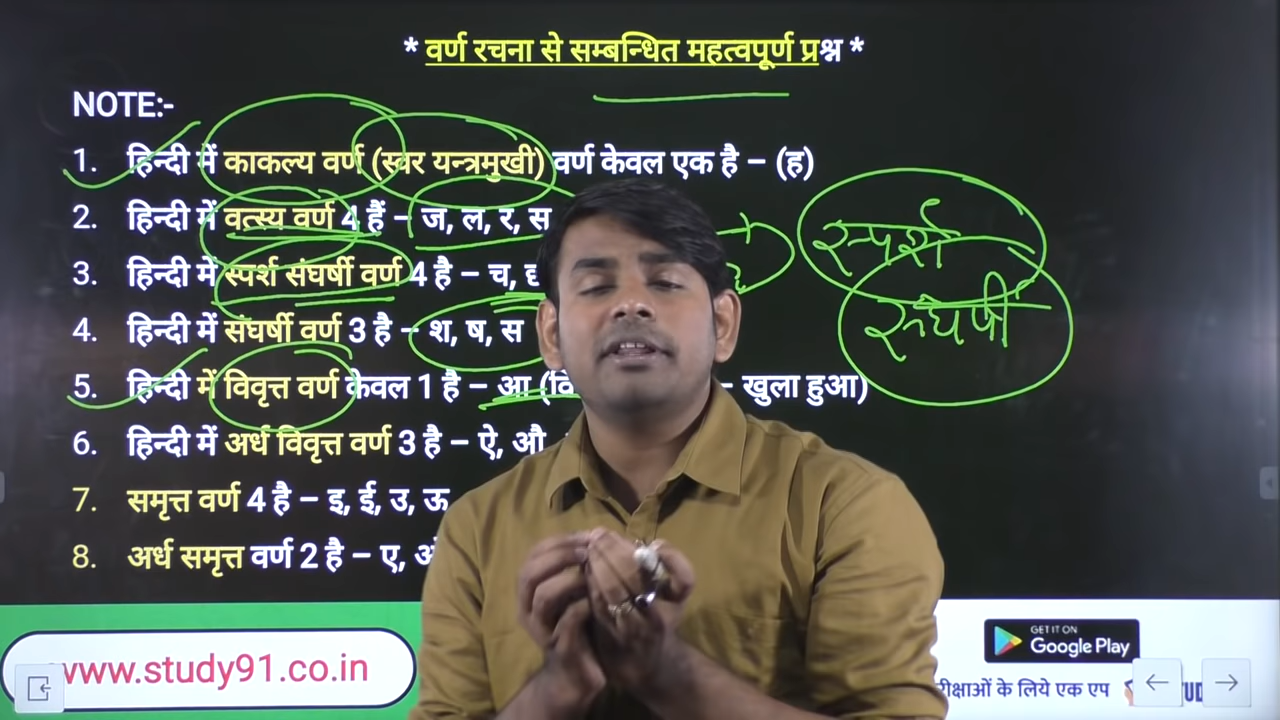 * वर्ण रचना से सम्बन्धित महत्वपूर्ण प्रश्न *
NOTE:-
1. हिन्दी में काकल्य वर्ण (स्वर यन्त्रमुखी) वर्ण केवल एक है – (ह)
2. हिन्दी में वत्स्य वर्ण 4 हैं – ज, ल, र, स
स्पर्श
3. हिन्दी में स्पर्श संघर्षी वर्ण 4 है – च, छ
संघर्षी
4. हिन्दी में संघर्षी वर्ण 3 है – श, ष, स
5. हिन्दी में विवृत्त वर्ण केवल 1 है – आ (वि – खुला हुआ)
6. हिन्दी में अर्ध विवृत्त वर्ण 3 है – ऐ, औ
7. समृत्त वर्ण 4 है – इ, ई, उ, ऊ
8. अर्ध समृत्त वर्ण 2 है – ए,
www.study91.co.in
GET IT ON
Google Play
के लिये एक एप